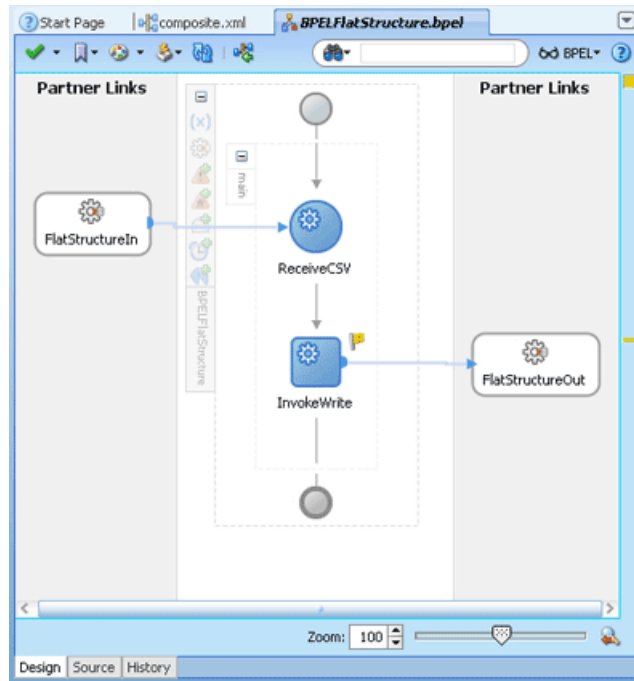 Start Page
composite.xml
BPELFlatStructure.bpel
BPEL
Partner Links
Partner Links
(x)
main
FlatStructureIn
ReceiveCSV
BPELFlatStructure
FlatStructureOut
InvokeWrite
Zoom: 100
Design Source History